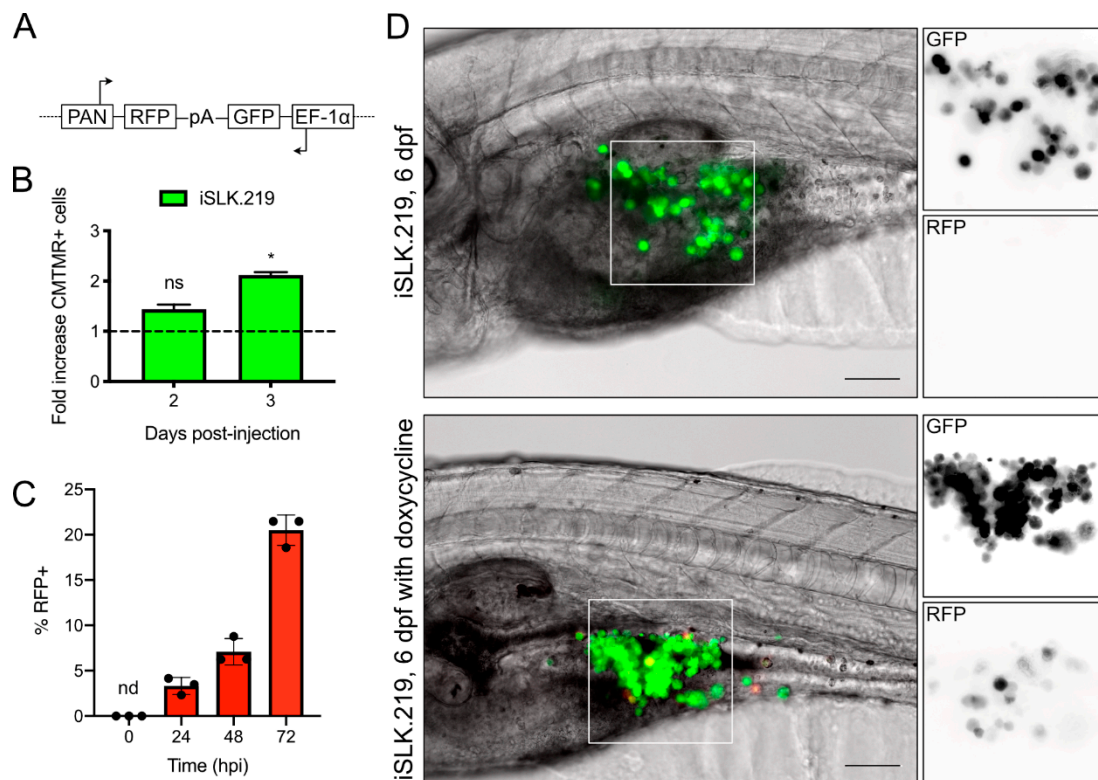 A
PAN RFP pA GFP EF-1α
B
iSLK.219
Fold increase CMTMR+ cells
3
2
1
0
ns
*
2 3
Days post-injection
C
% RFP+
25
20
15
10
5
0
nd
0 24 48 72
Time (hpi)
D
iSLK.219, 6 dpf
GFP
RFP
iSLK.219, 6 dpf with doxycycline
GFP
RFP